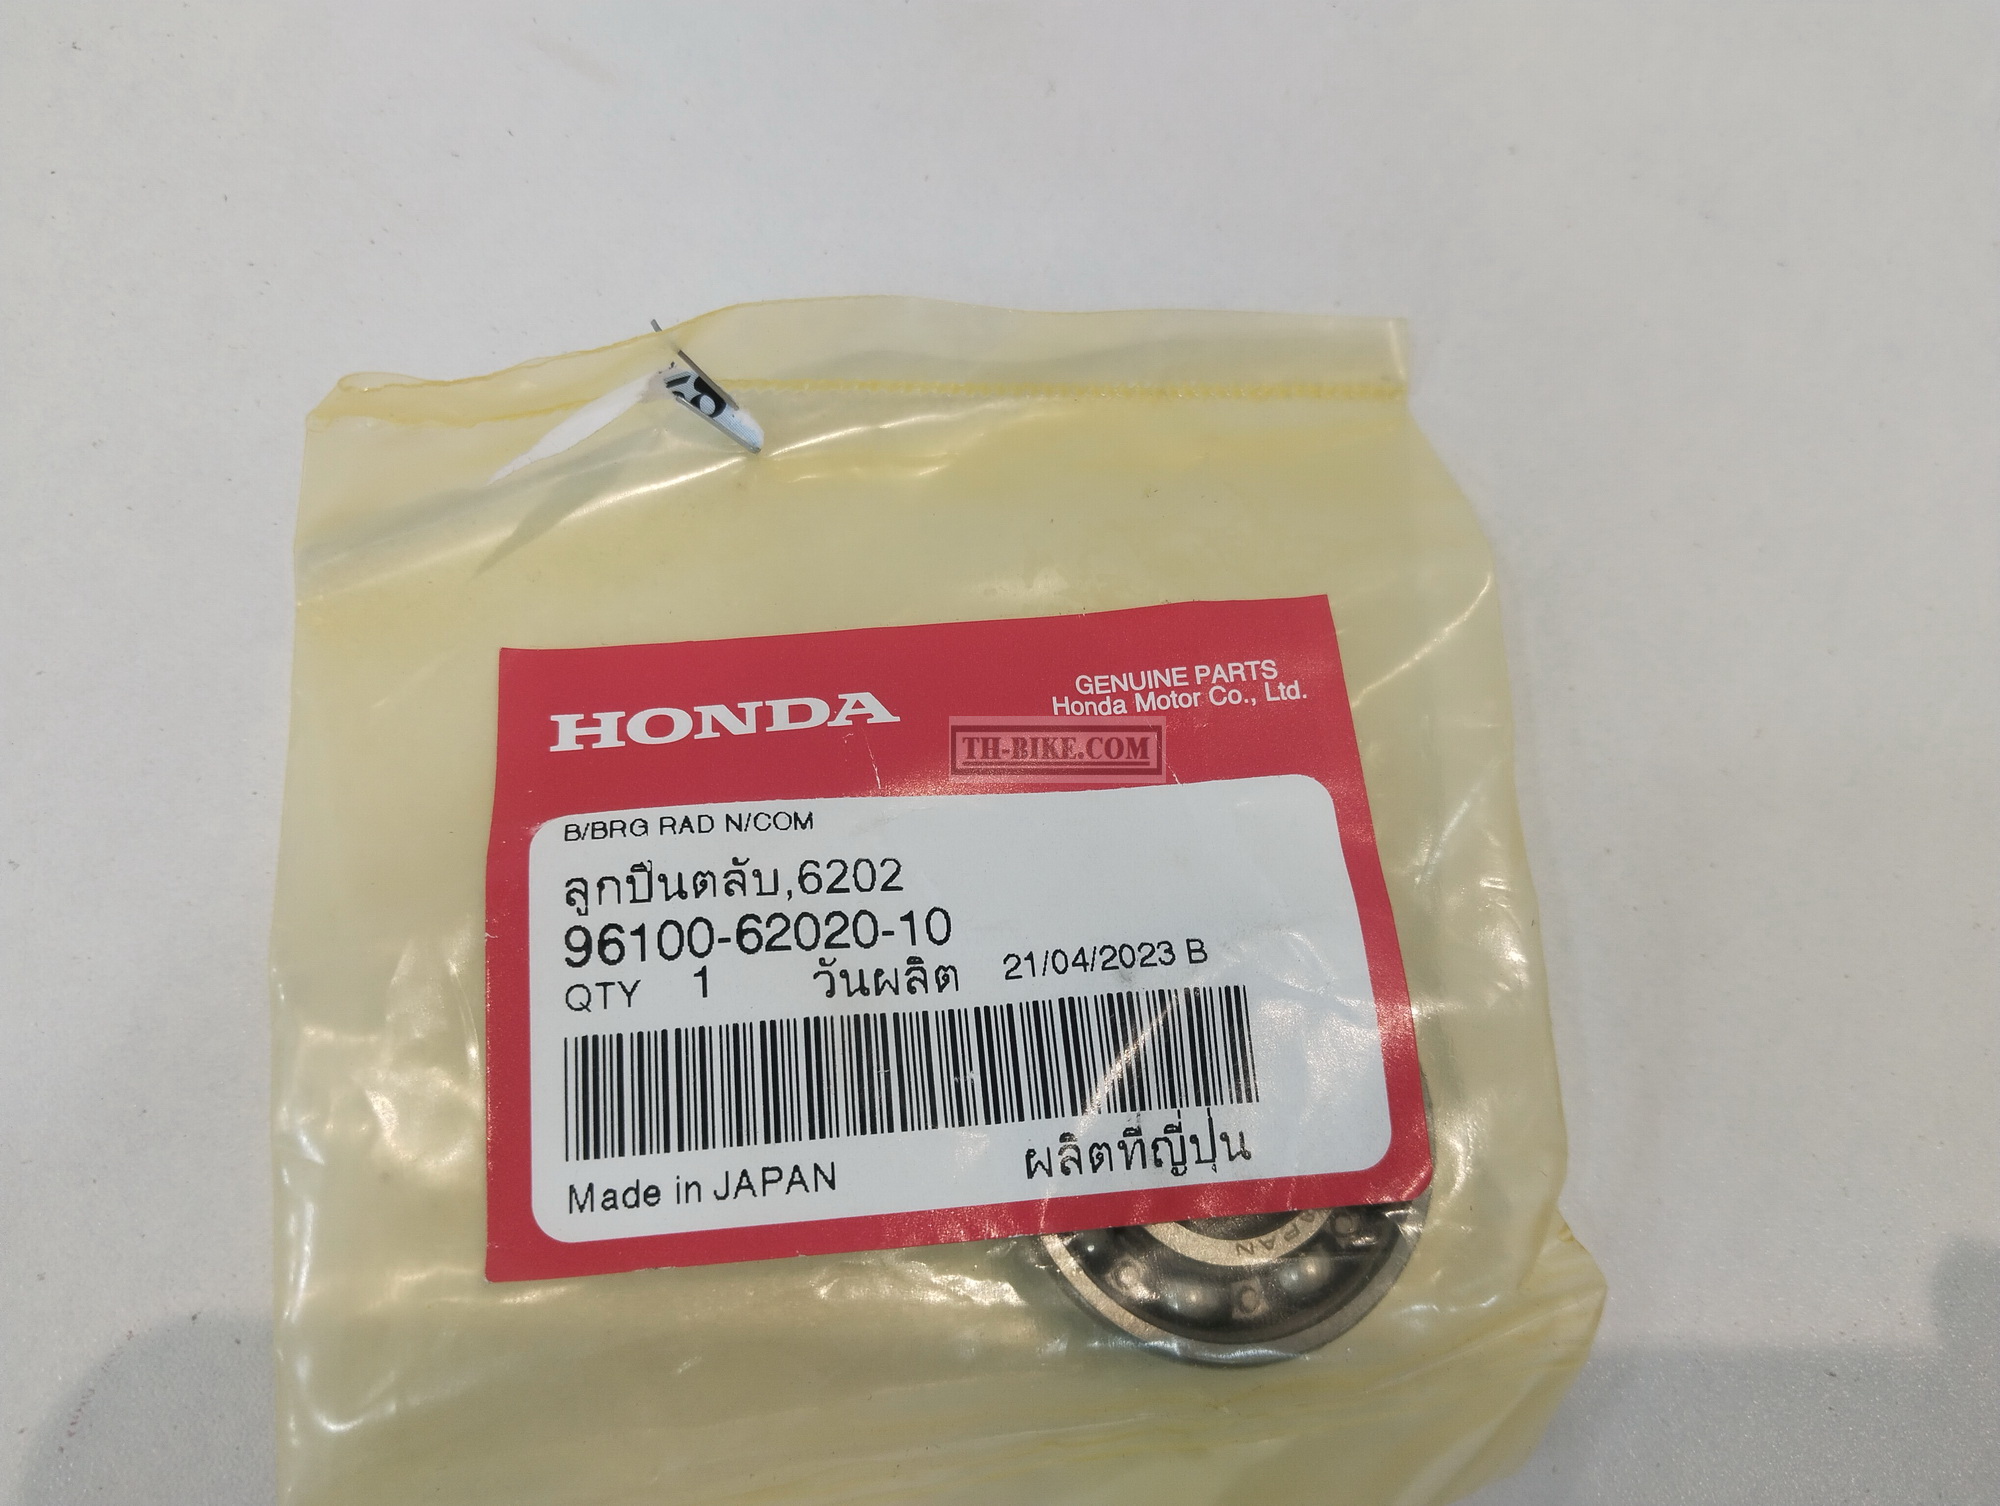 HONDA
GENUINE PARTS
Honda Motor Co., Ltd.
TH-BIKE.COM
B/BRG RAD N/COM
ลูกปืนตลับ,6202
96100-62020-10
QTY 1 วันผลิต 21/04/2023 B
Made in JAPAN
ผลิตที่ญี่ปุ่น